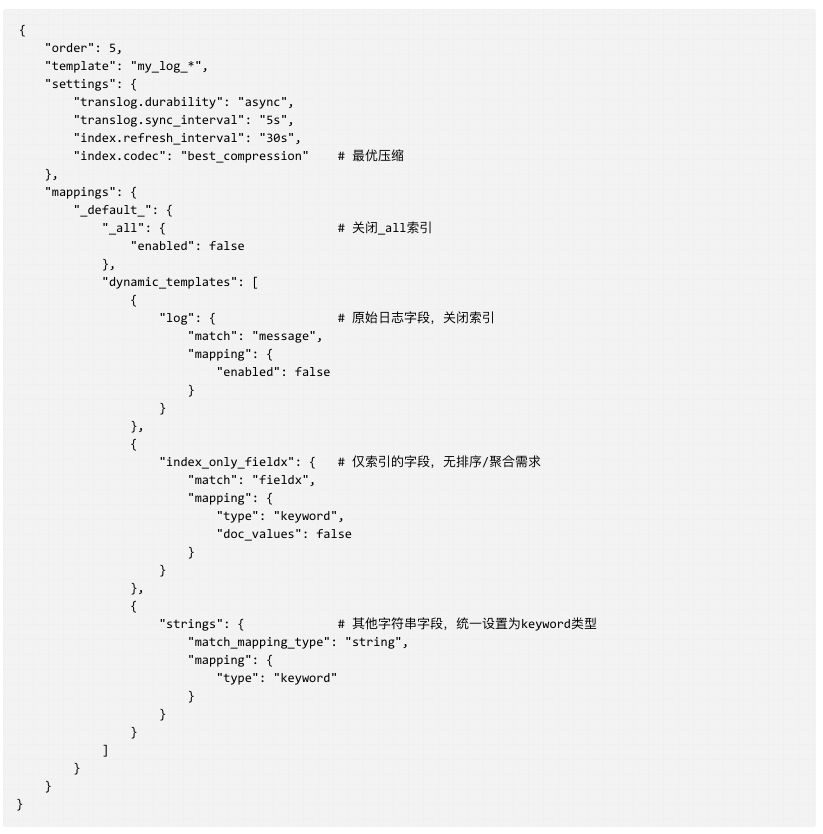 {
    "order": 5,
    "template": "my_log_*",
    "settings": {
        "translog.durability": "async",
        "translog.sync_interval": "5s",
        "index.refresh_interval": "30s",
        "index.codec": "best_compression"    # 最优压缩
    },
    "mappings": {
        "_default_": {
            "_all": {                        # 关闭_all索引
                "enabled": false
            },
            "dynamic_templates": [
                {
                    "log": {                 # 原始日志字段，关闭索引
                        "match": "message",
                        "mapping": {
                            "enabled": false
                        }
                    }
                },
                {
                    "index_only_fieldx": {   # 仅索引的字段，无排序/聚合需求
                        "match": "fieldx",
                        "mapping": {
                            "type": "keyword",
                            "doc_values": false
                        }
                    }
                },
                {
                    "strings": {             # 其他字符串字段，统一设置为keyword类型
                        "match_mapping_type": "string",
                        "mapping": {
                            "type": "keyword"
                        }
                    }
                }
            ]
        }
    }
}